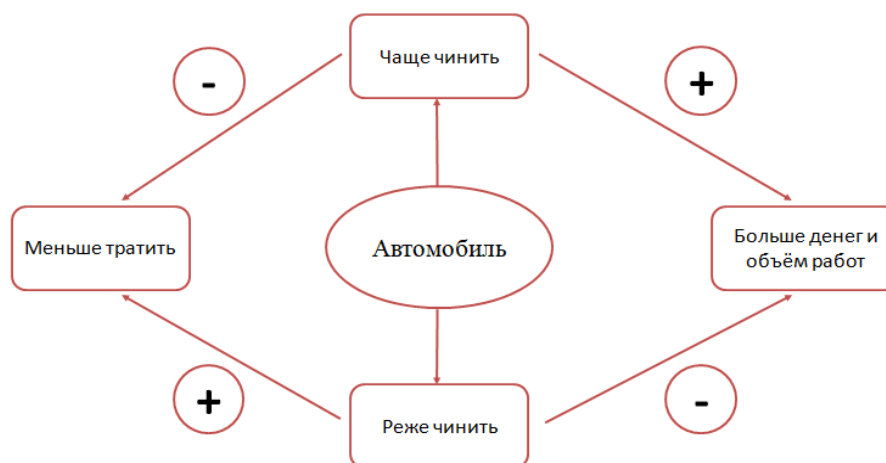 Чаще чинить
-
+
Меньше тратить
Автомобиль
Больше денег и
объём работ
+
Реже чинить
-